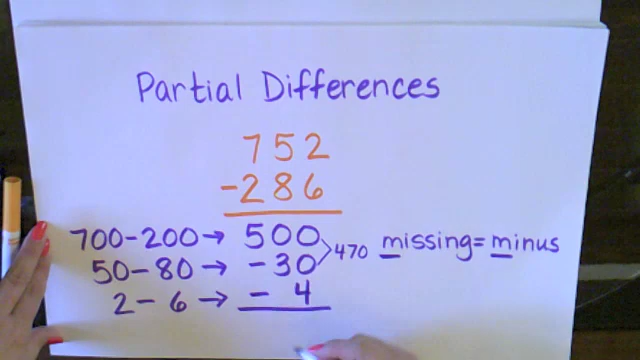 Partial Differences
752
-286
700-200→ 500
50-80→ -30 >470 missing=minus
2-6→ - 4